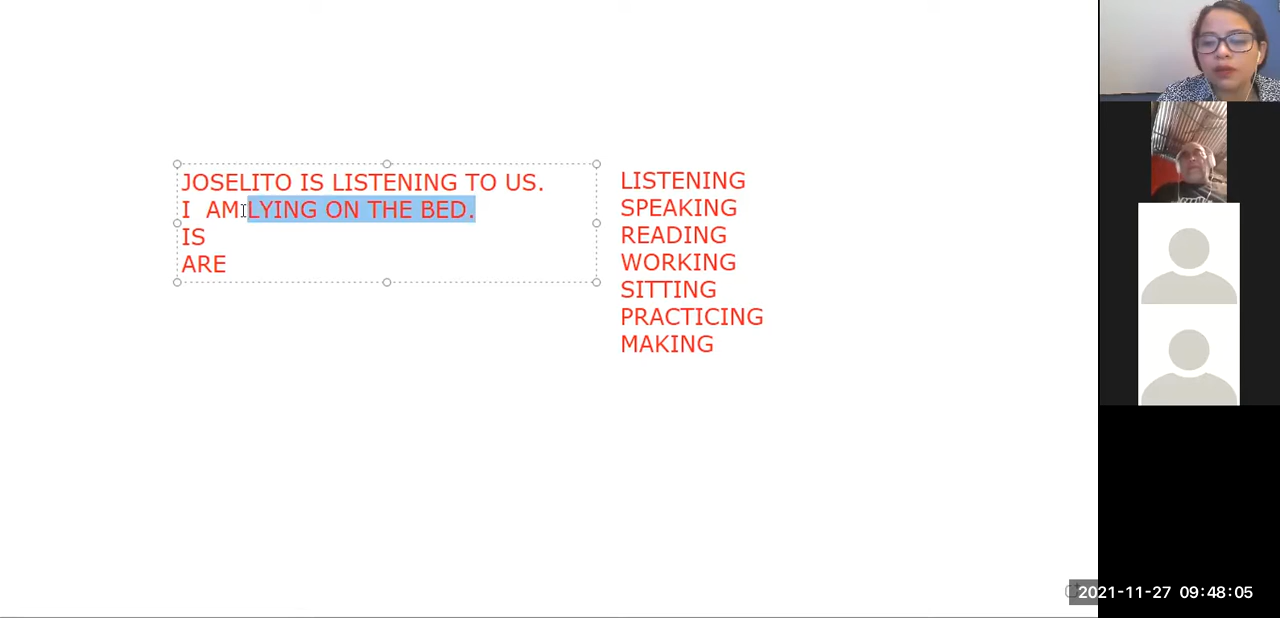 JOSELITO IS LISTENING TO US.
I AM LYING ON THE BED.
IS
ARE
LISTENING
SPEAKING
READING
WORKING
SITTING
PRACTICING
MAKING
2021-11-27 09:48:05